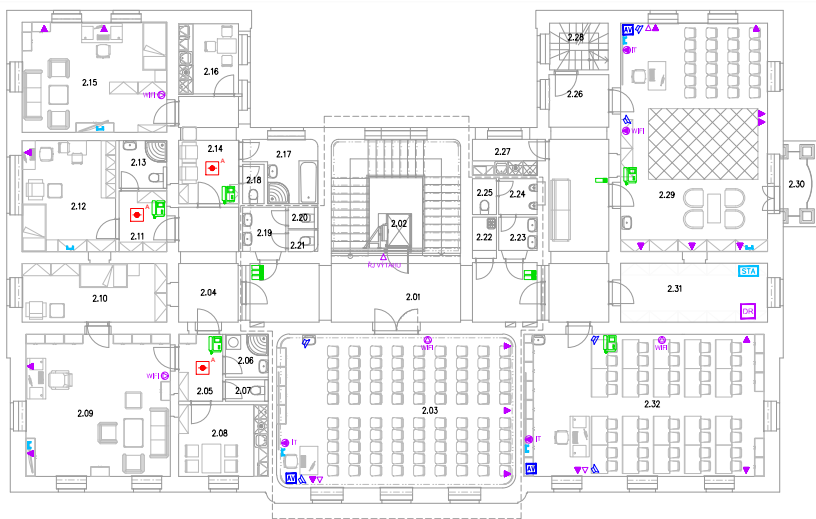 AV
IT
2.28
2.16
2.15
2.26
WIFI
WIFI
2.14
2.27
2.17
2.13
A
2.18
2.30
2.25
2.24
2.29
2.12
A
2.20
2.02
2.11
2.19
2.22
2.23
2.21
ŘJ VÝTAHU
STA
2.10
2.04
2.01
2.31
DR
WIFI
WIFI
A
2.06
WIFI
2.05
2.07
2.32
2.09
2.03
2.08
IT
IT
AV
AV